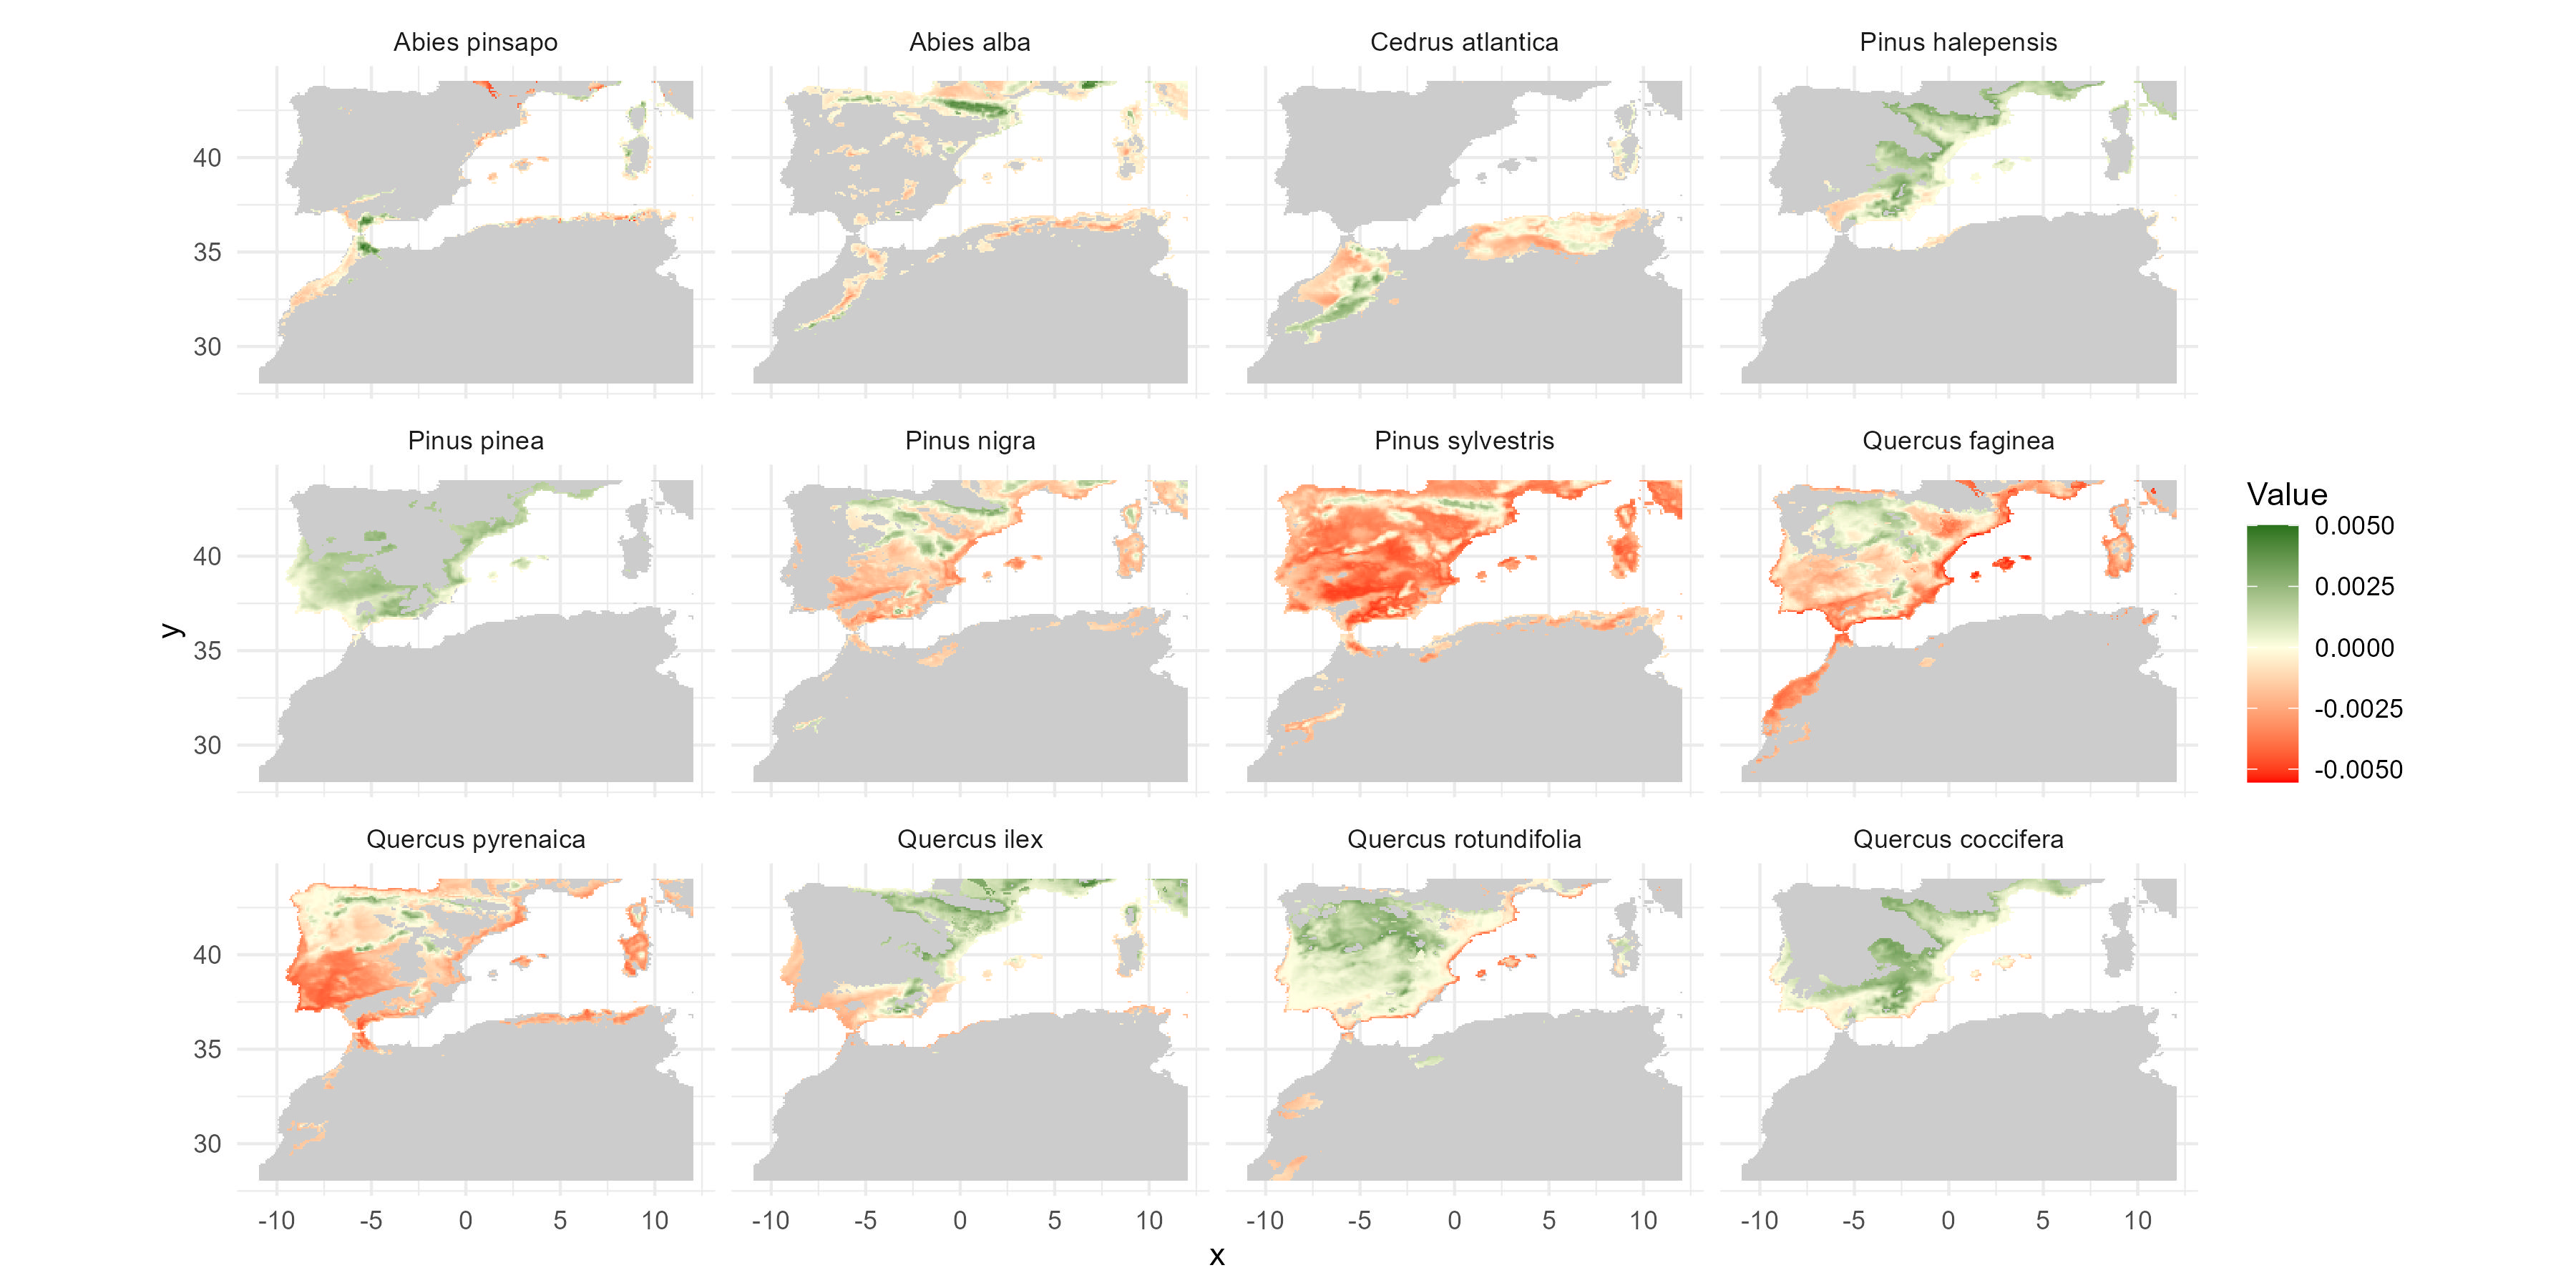 Abies pinsapo
Abies alba
Cedrus atlantica
Pinus halepensis
40
35
30
Pinus pinea
Pinus nigra
Pinus sylvestris
Quercus faginea
40
35
30
y
Value
0.0050
0.0025
0.0000
-0.0025
-0.0050
Quercus pyrenaica
Quercus ilex
Quercus rotundifolia
Quercus coccifera
40
35
30
-10 -5 0 5 10
-10 -5 0 5 10
-10 -5 0 5 10
-10 -5 0 5 10
x